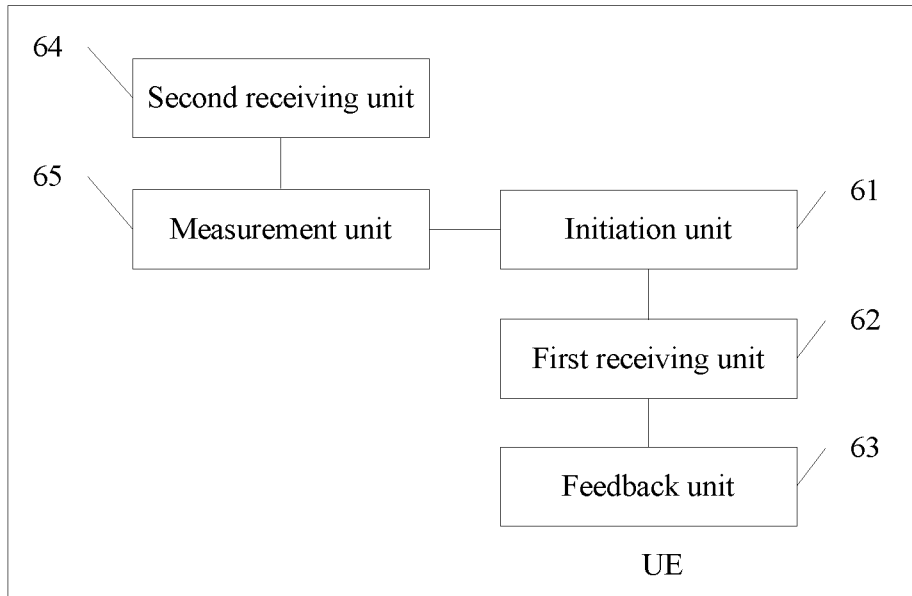 64
Second receiving unit
65
Measurement unit
61
Initiation unit
62
First receiving unit
63
Feedback unit
UE